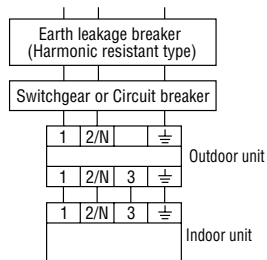 Earth leakage breaker
(Harmonic resistant type)
Switchgear or Circuit breaker
1 2/N ⏚
Outdoor unit
1 2/N 3 ⏚
1 2/N 3 ⏚
Indoor unit